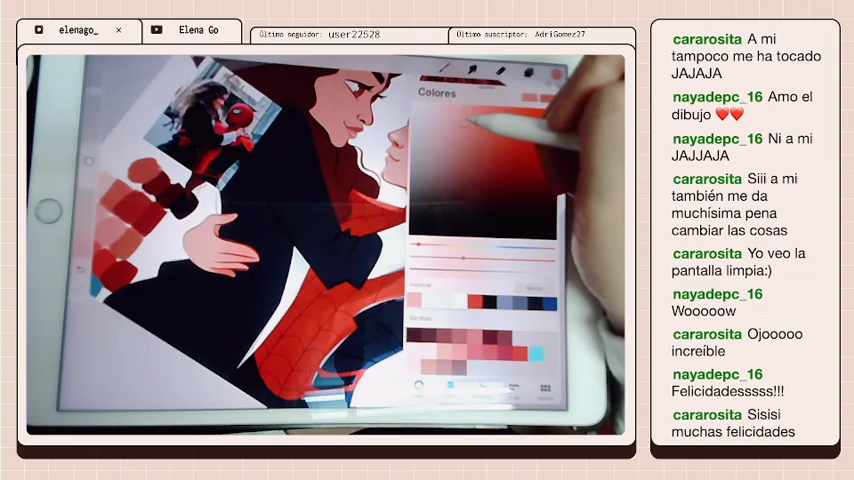 elenago_ ×
Elena Go
Último seguidor: user22528
Último suscriptor: AdriGomez27
Colores
cararosita A mi
tampoco me ha tocado
JAJAJA
nayadepc_16 Amo el
dibujo ❤️❤️
nayadepc_16 Ni a mi
JAJJAJA
cararosita Siii a mi
también me da
muchísima pena
cambiar las cosas
cararosita Yo veo la
pantalla limpia:)
nayadepc_16
Wooooow
cararosita Ojooooo
increíble
nayadepc_16
Felicidadesssss!!!
cararosita Sisisi
muchas felicidades